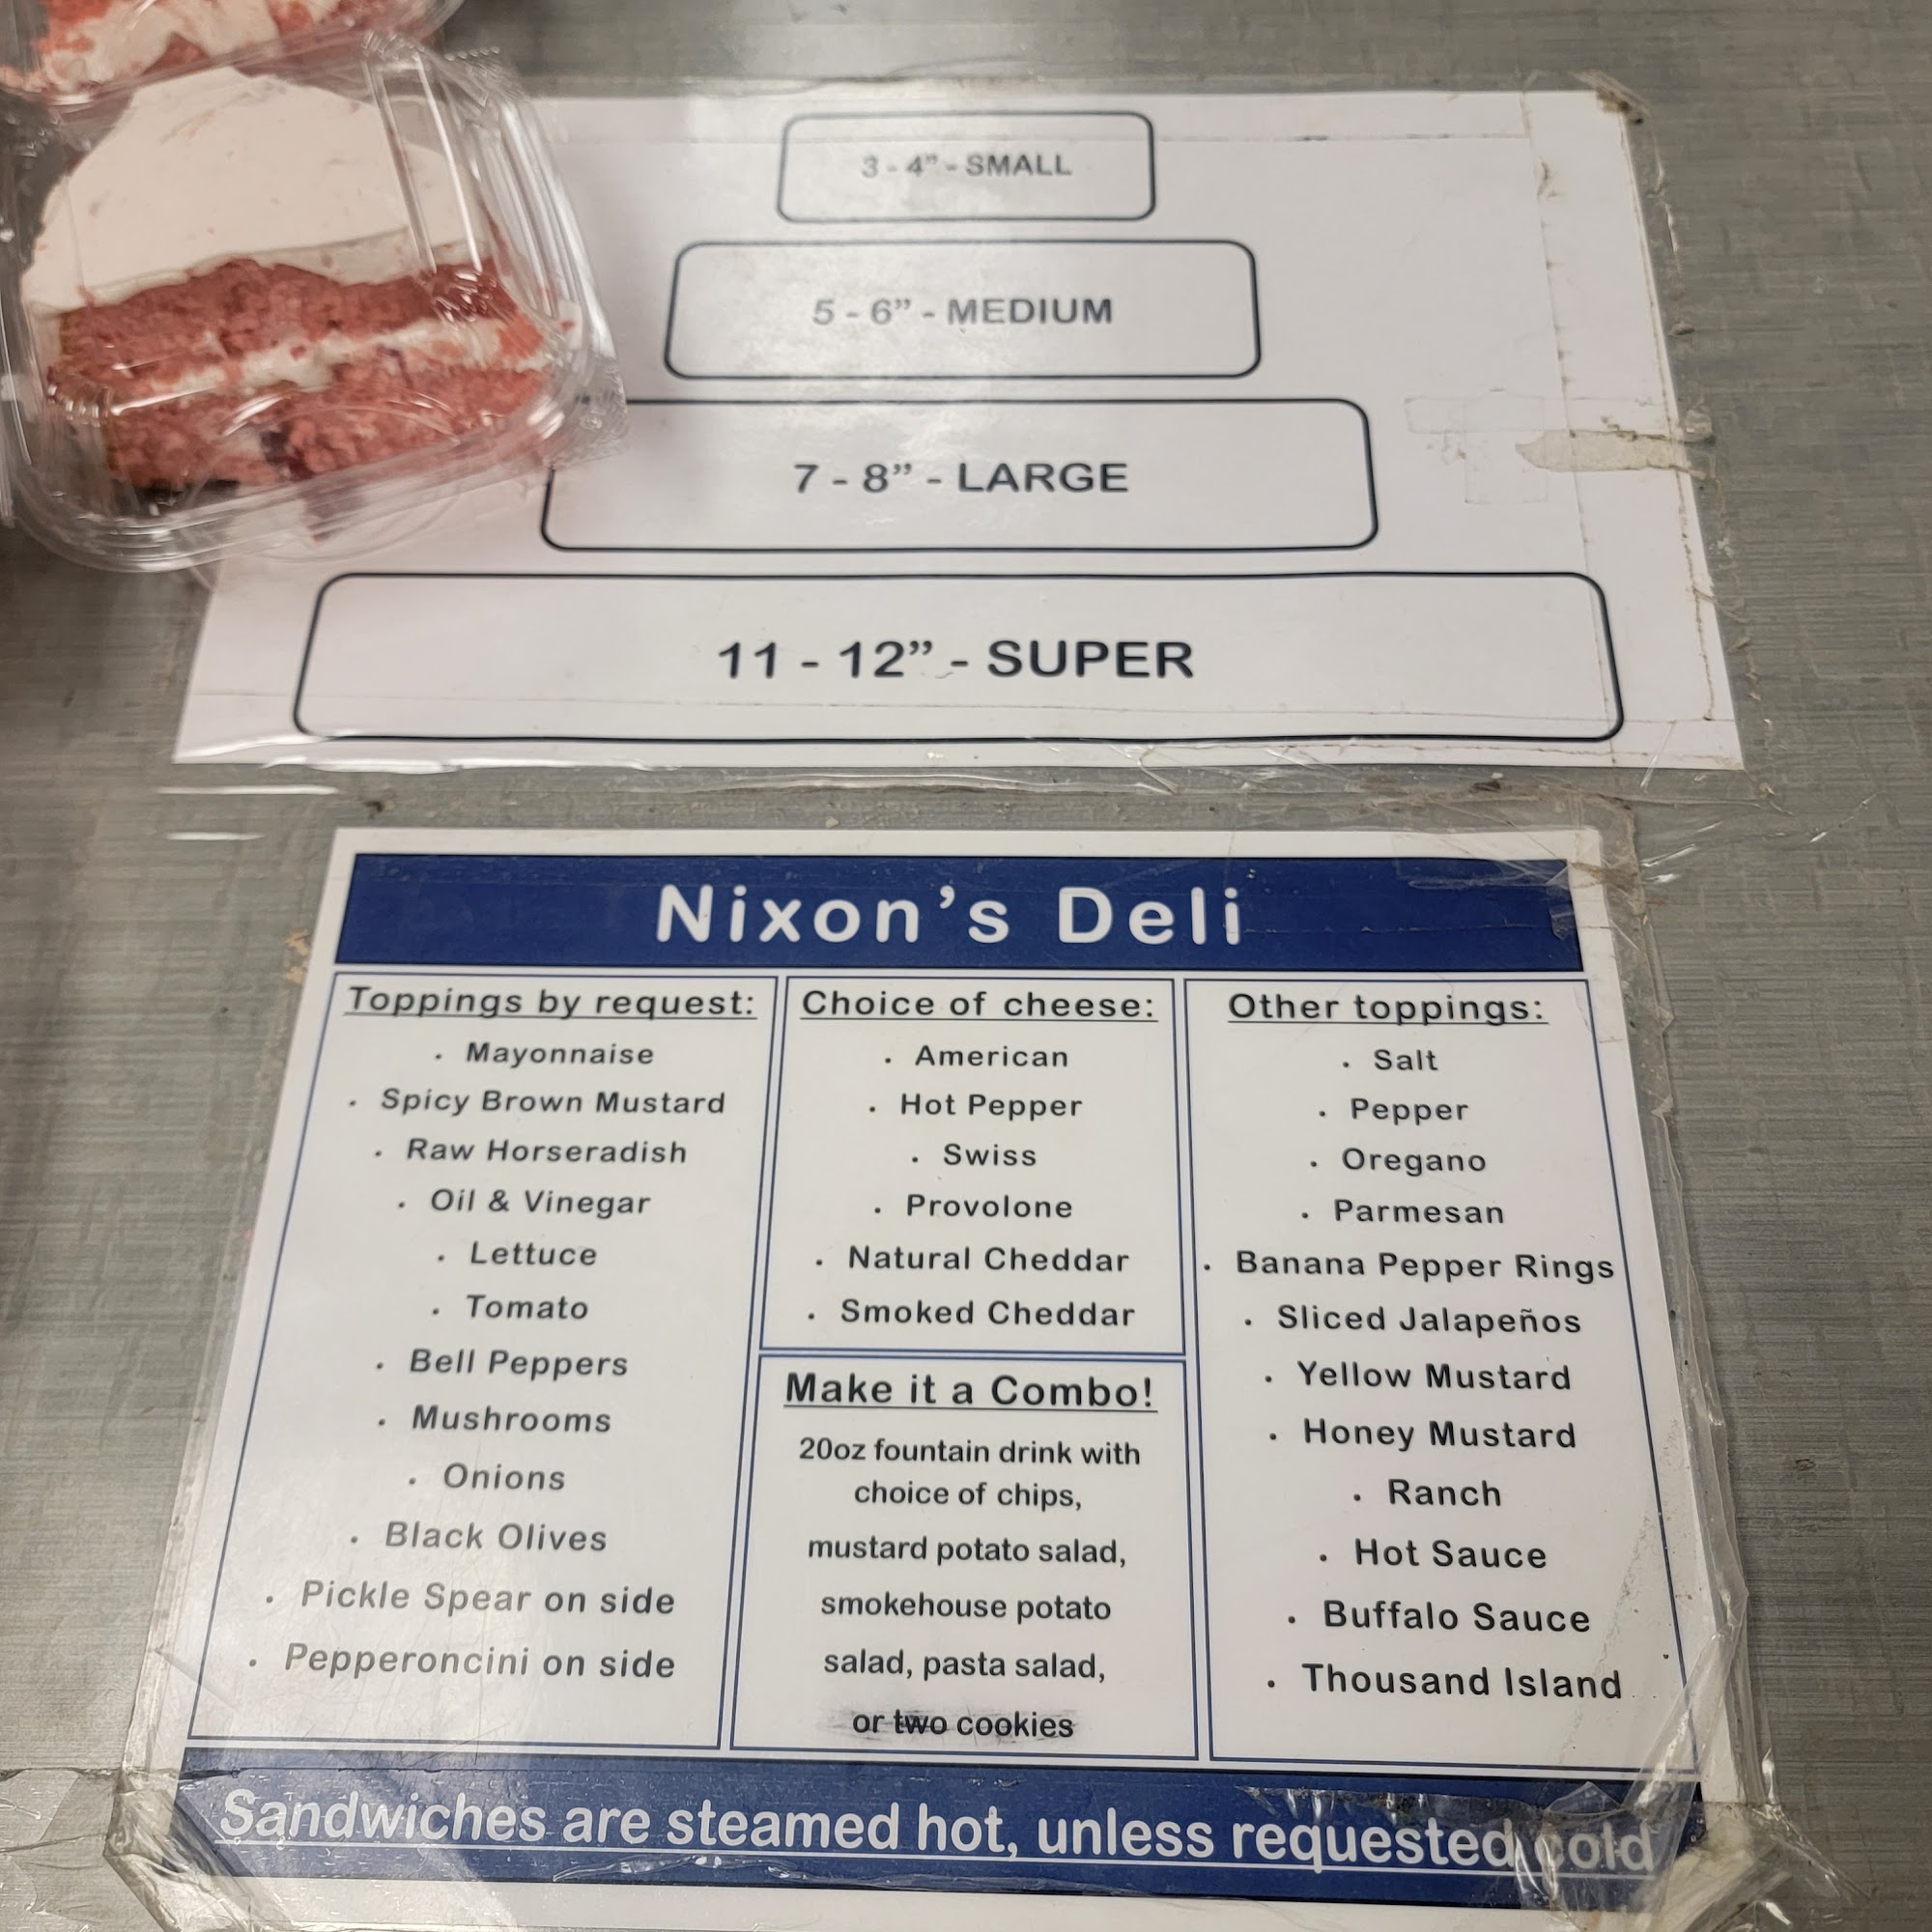 3 - 4” - SMALL
5 - 6” - MEDIUM
7 - 8” - LARGE
11 - 12” - SUPER
Nixon’s Deli
Toppings by request:
• Mayonnaise
• Spicy Brown Mustard
• Raw Horseradish
• Oil & Vinegar
• Lettuce
• Tomato
• Bell Peppers
• Mushrooms
• Onions
• Black Olives
• Pickle Spear on side
• Pepperoncini on side
Choice of cheese:
• American
• Hot Pepper
• Swiss
• Provolone
• Natural Cheddar
• Smoked Cheddar
Make it a Combo!
20oz fountain drink with
choice of chips,
mustard potato salad,
smokehouse potato
salad, pasta salad,
or two cookies
Other toppings:
• Salt
• Pepper
• Oregano
• Parmesan
• Banana Pepper Rings
• Sliced Jalapeños
• Yellow Mustard
• Honey Mustard
• Ranch
• Hot Sauce
• Buffalo Sauce
• Thousand Island
Sandwiches are steamed hot, unless requested cold